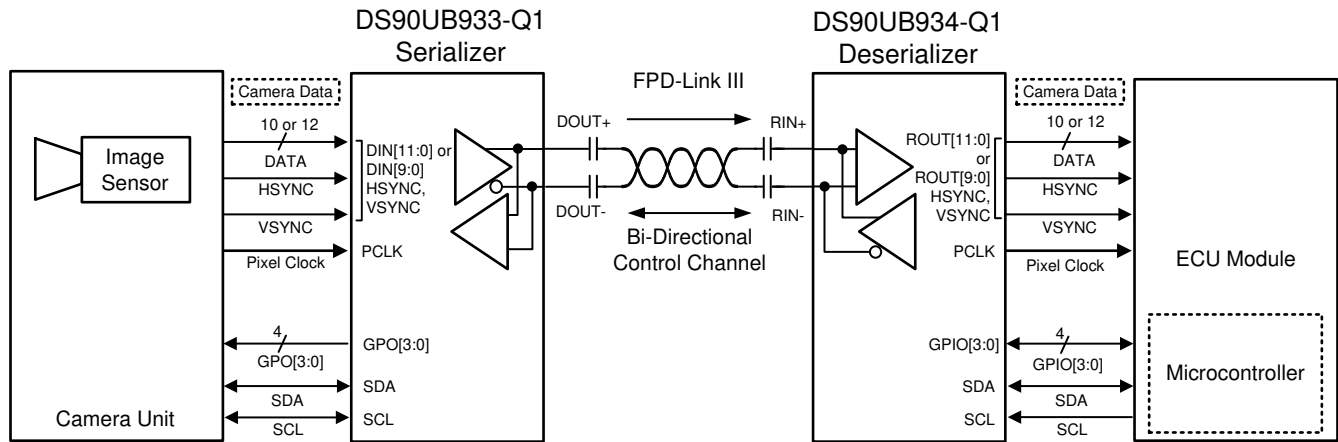 DS90UB933-Q1
Serializer
DS90UB934-Q1
Deserializer
Camera Data
FPD-Link III
Camera Data
Image
Sensor
10 or 12
DATA
HSYNC
VSYNC
Pixel Clock
4
GPO[3:0]
SDA
SCL
Camera Unit
DIN[11:0] or
DIN[9:0]
HSYNC,
VSYNC
PCLK
GPO[3:0]
SDA
SCL
DOUT+
DOUT-
Bi-Directional
Control Channel
RIN+
RIN-
ROUT[11:0]
or
ROUT[9:0]
HSYNC,
VSYNC
PCLK
GPIO[3:0]
SDA
SCL
10 or 12
DATA
HSYNC
VSYNC
Pixel Clock
4
GPIO[3:0]
SDA
SCL
ECU Module
Microcontroller